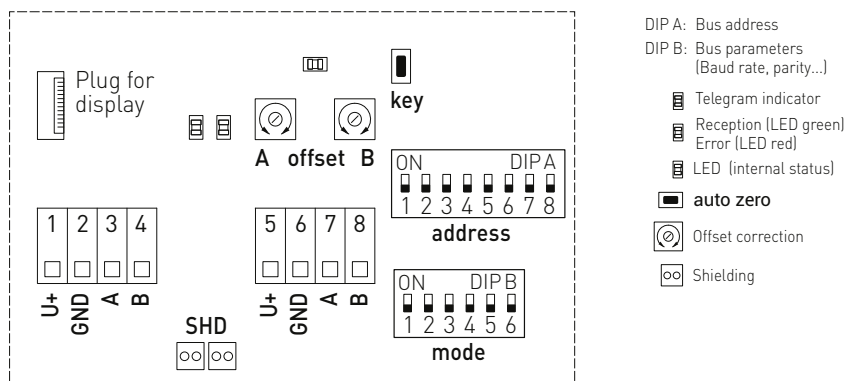 Plug for
display
key
A offset B
ON DIP A
1 2 3 4 5 6 7 8
address
1 2 3 4
U+ GND A B
5 6 7 8
U+ GND A B
SHD
ON DIP B
1 2 3 4 5 6
mode
DIP A: Bus address
DIP B: Bus parameters
(Baud rate, parity...)
Telegram indicator
Reception (LED green)
Error (LED red)
LED (internal status)
auto zero
Offset correction
Shielding